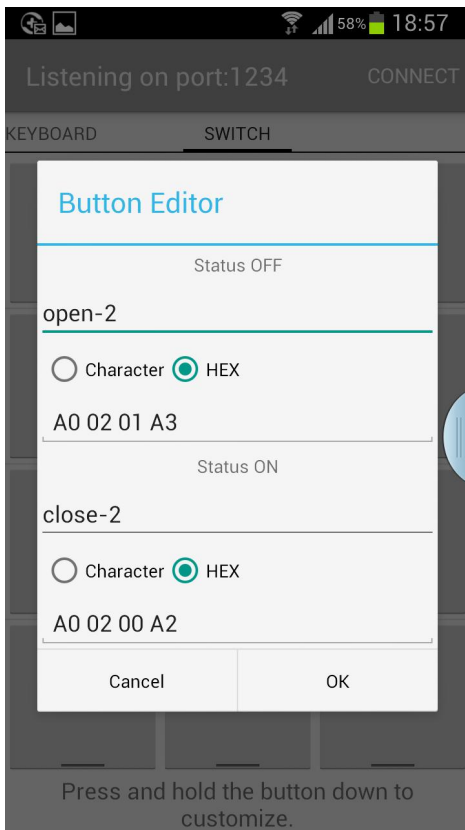 58% 18:57
Listening on port:1234 CONNECT
KEYBOARD SWITCH
Button Editor
Status OFF
open-2
Character HEX
A0 02 01 A3
Status ON
close-2
Character HEX
A0 02 00 A2
Cancel OK
Press and hold the button down to
customize.